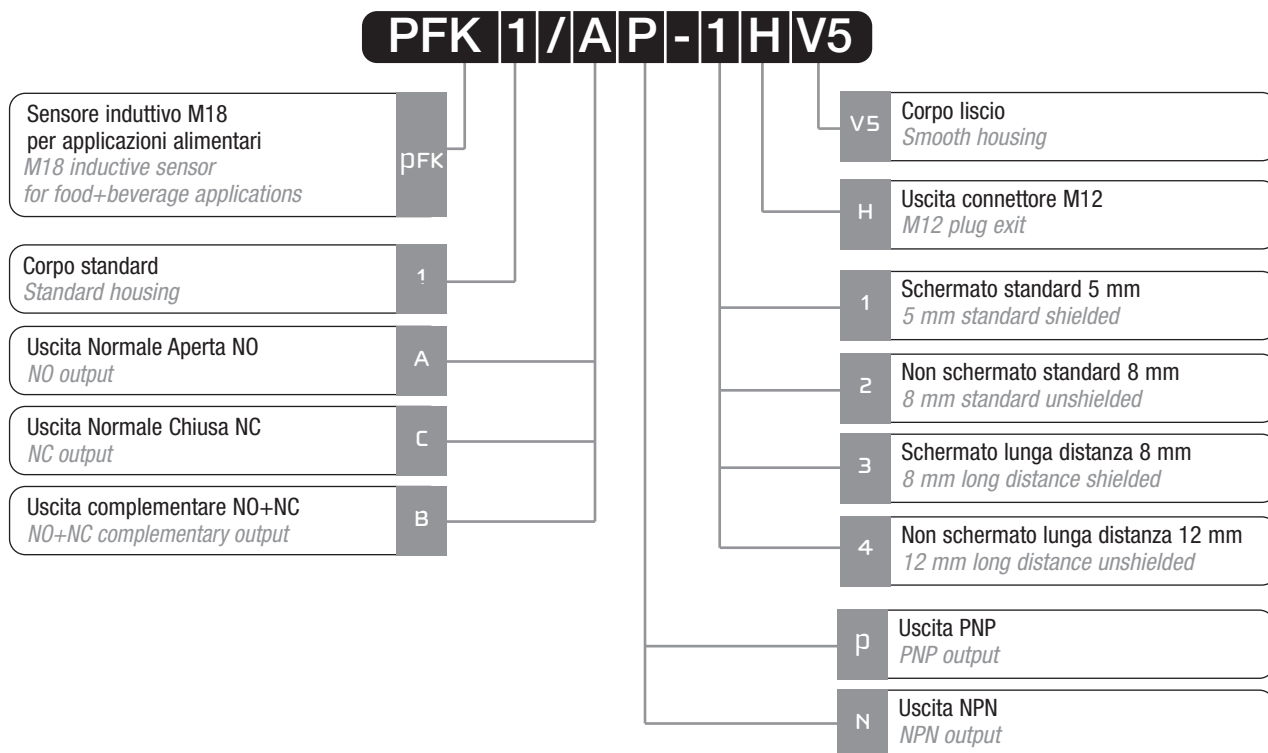 PFK 1 / A P - 1 H V5
Sensore induttivo M18
per applicazioni alimentari
M18 inductive sensor
for food+beverage applications
PFK
Corpo standard
Standard housing
1
Uscita Normale Aperta NO
NO output
A
Uscita Normale Chiusa NC
NC output
C
Uscita complementare NO+NC
NO+NC complementary output
B
V5
Corpo liscio
Smooth housing
H
Uscita connettore M12
M12 plug exit
1
Schermato standard 5 mm
5 mm standard shielded
2
Non schermato standard 8 mm
8 mm standard unshielded
3
Schermato lunga distanza 8 mm
8 mm long distance shielded
4
Non schermato lunga distanza 12 mm
12 mm long distance unshielded
P
Uscita PNP
PNP output
N
Uscita NPN
NPN output